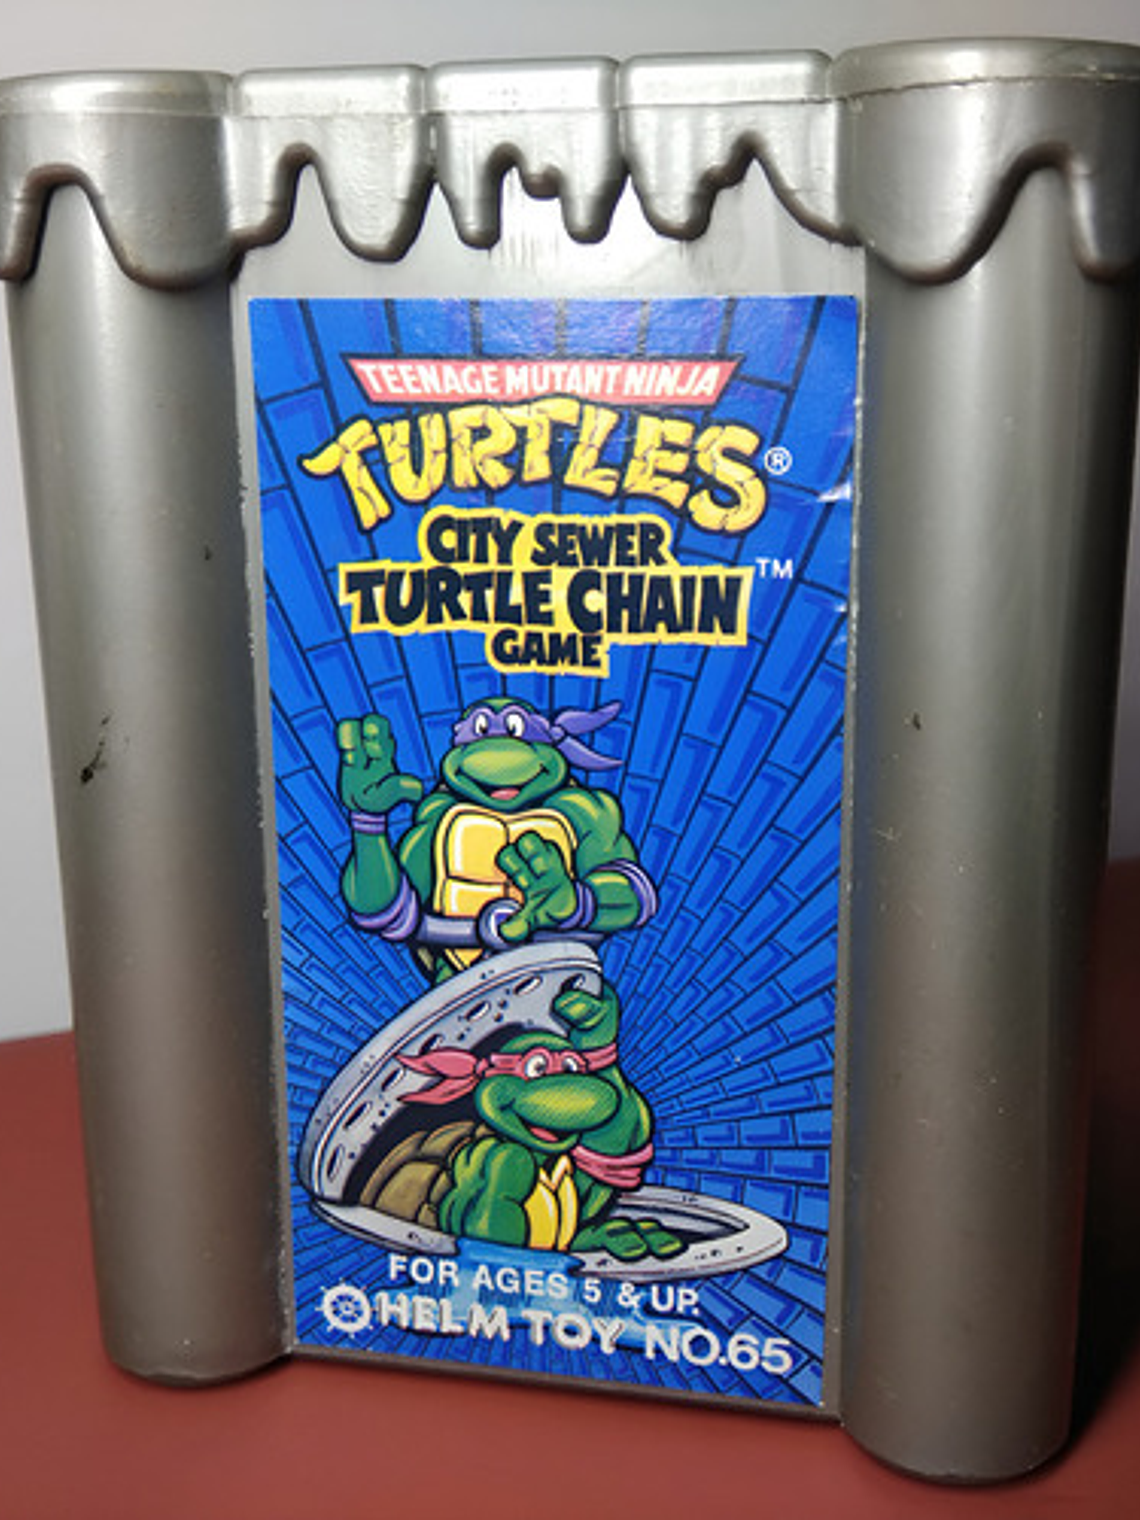 TEENAGE MUTANT NINJA
TURTLES®
CITY SEWER
TURTLE CHAIN™
GAME
FOR AGES 5 & UP.
HELM TOY NO.65